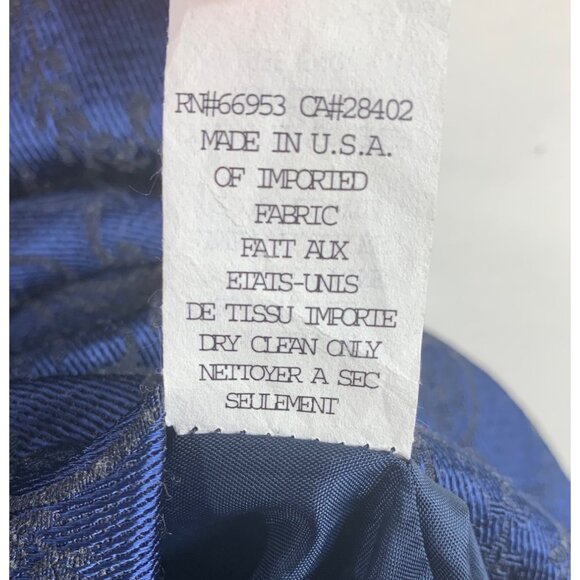 RN#66953 CA#28402
MADE IN U.S.A.
OF IMPORTED
FABRIC
FAIT AUX
ETATS-UNIS
DE TISSU IMPORTE
DRY CLEAN ONLY
NETTOYER A SEC
SEULEMENT